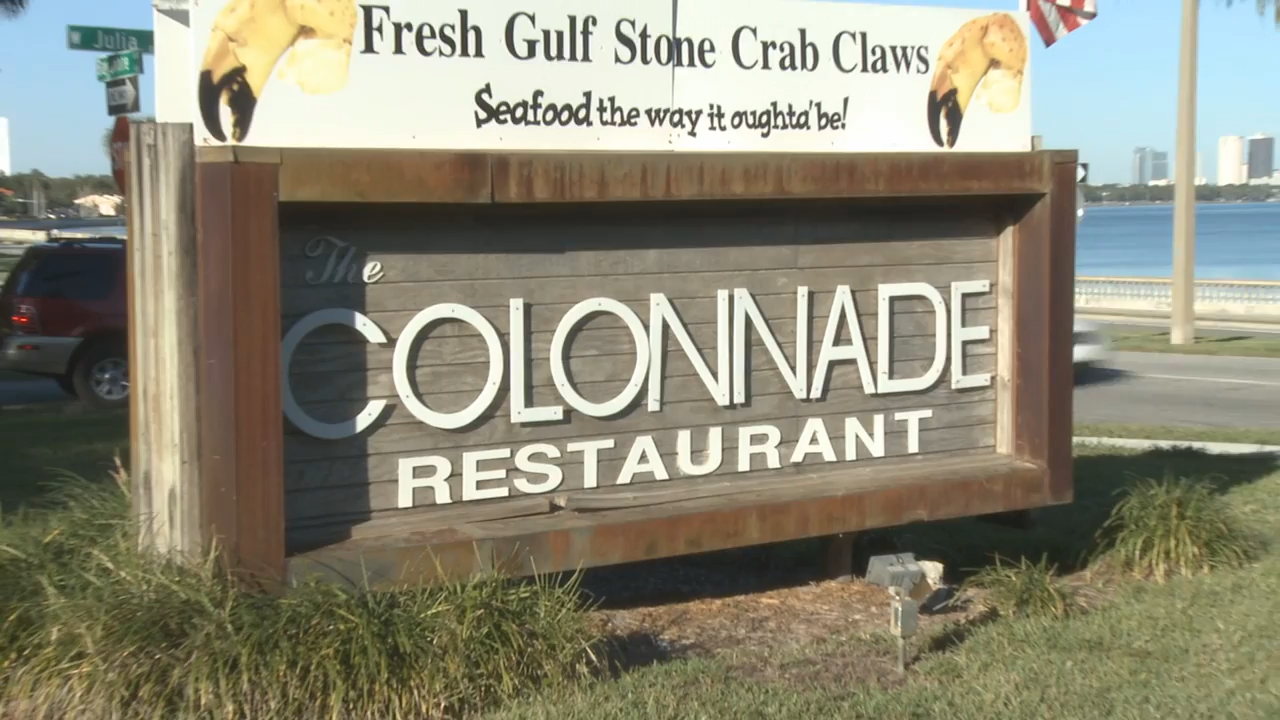 W Julia
Fresh Gulf Stone Crab Claws
Seafood the way it oughta' be!
The
COLONNADE
RESTAURANT